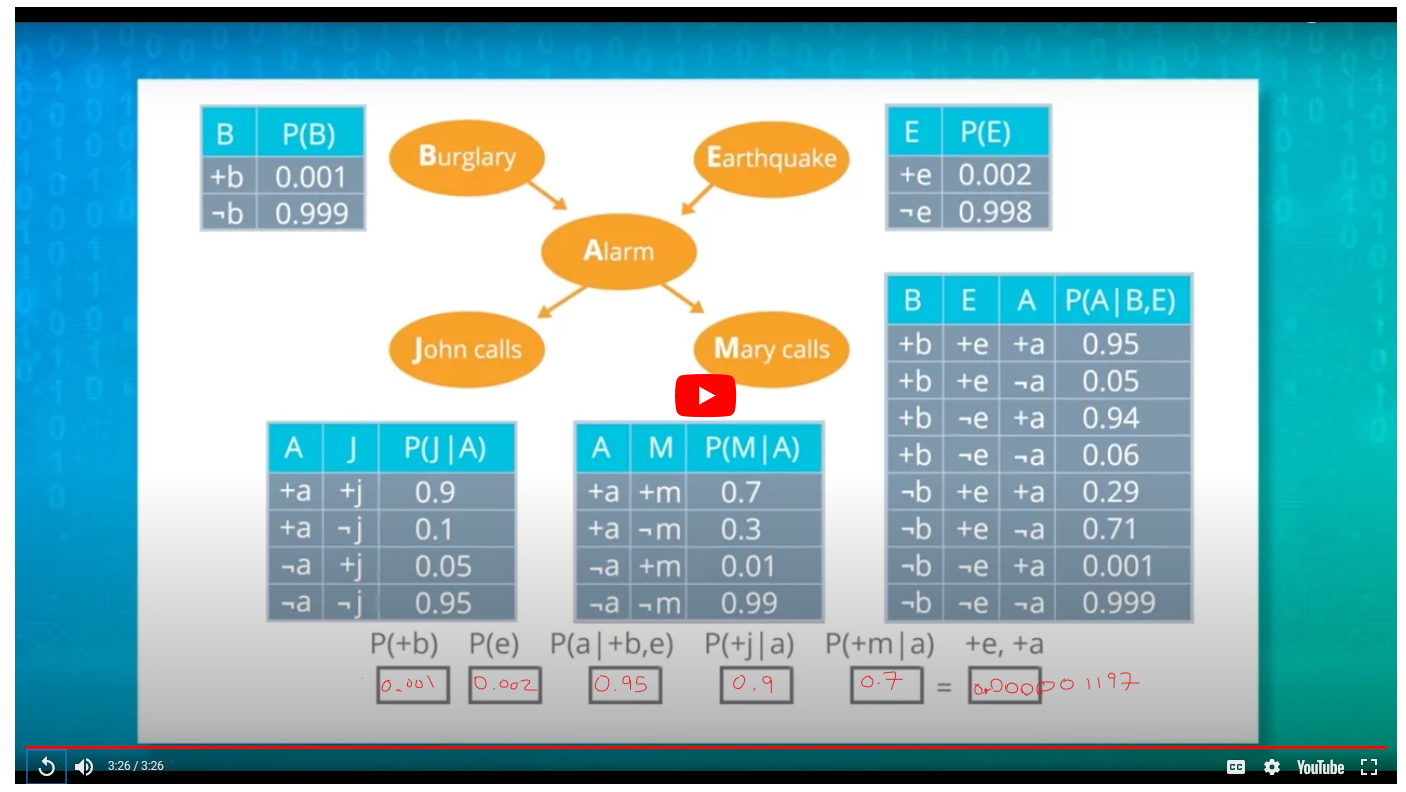 B P(B)
+b 0.001
¬b 0.999
Burglary
Earthquake
E P(E)
+e 0.002
¬e 0.998
Alarm
John calls
Mary calls
B E A P(A|B,E)
+b +e +a 0.95
+b +e ¬a 0.05
+b ¬e +a 0.94
+b ¬e ¬a 0.06
¬b +e +a 0.29
¬b +e ¬a 0.71
¬b ¬e +a 0.001
¬b ¬e ¬a 0.999
A J P(J|A)
+a +j 0.9
+a ¬j 0.1
¬a +j 0.05
¬a ¬j 0.95
A M P(M|A)
+a +m 0.7
+a ¬m 0.3
¬a +m 0.01
¬a ¬m 0.99
P(+b) P(e) P(a|+b,e) P(+j|a) P(+m|a) +e, +a
0.001 0.002 0.95 0.9 0.7 = 0.000001197
3:26 / 3:26
CC
YouTube